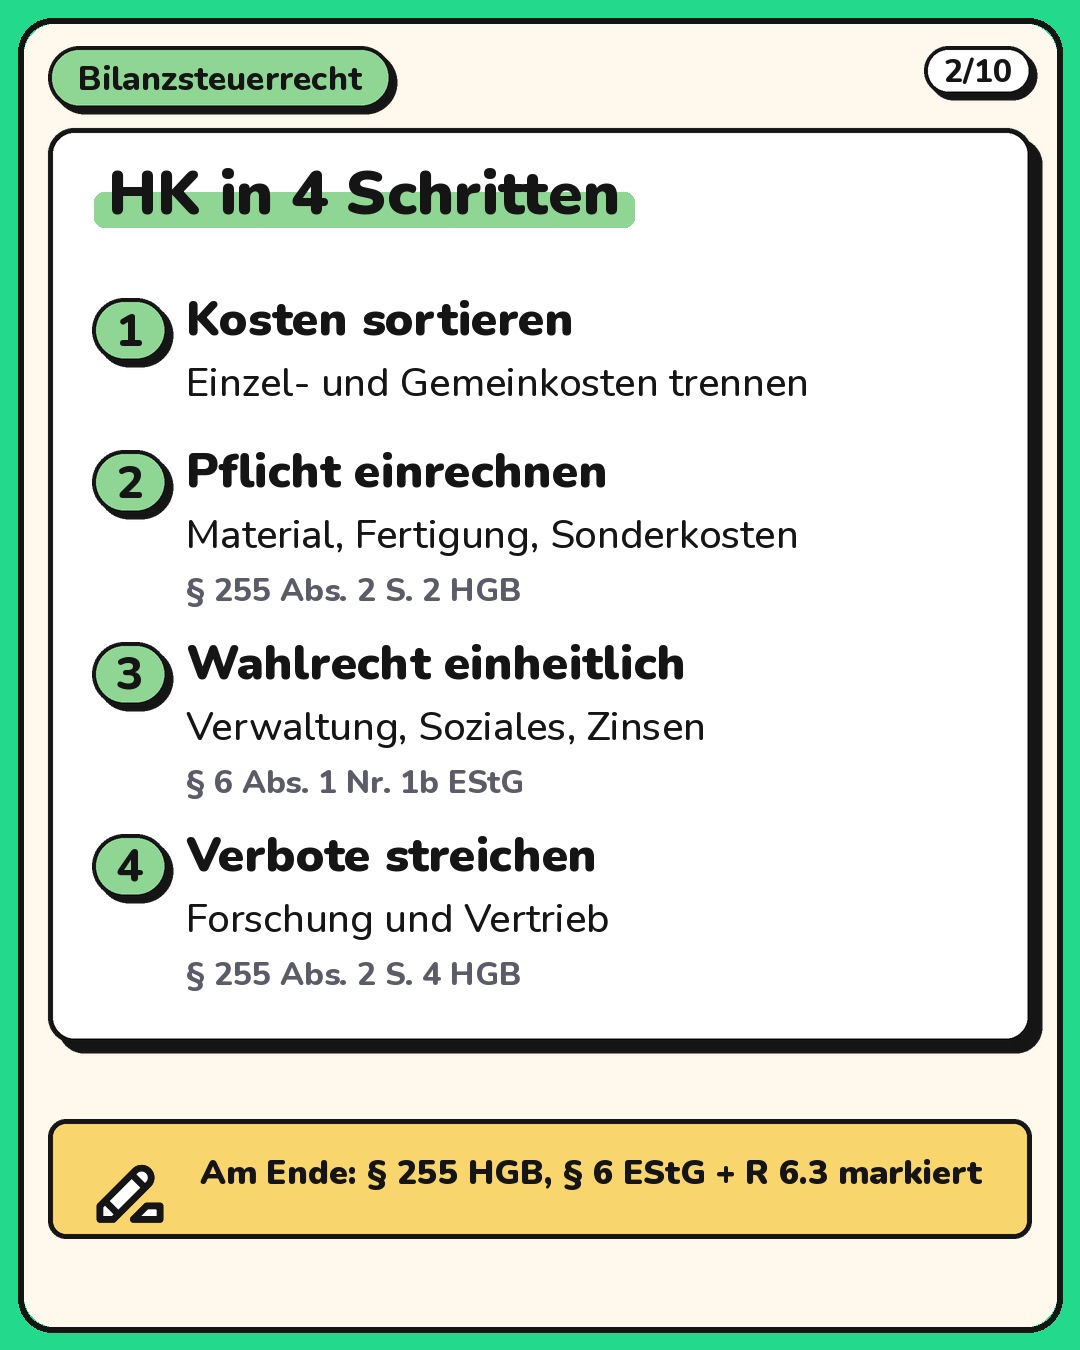 Bilanzsteuerrecht
2/10
HK in 4 Schritten
1 Kosten sortieren
Einzel- und Gemeinkosten trennen
2 Pflicht einrechnen
Material, Fertigung, Sonderkosten
§ 255 Abs. 2 S. 2 HGB
3 Wahlrecht einheitlich
Verwaltung, Soziales, Zinsen
§ 6 Abs. 1 Nr. 1b EStG
4 Verbote streichen
Forschung und Vertrieb
§ 255 Abs. 2 S. 4 HGB
Am Ende: § 255 HGB, § 6 EStG + R 6.3 markiert